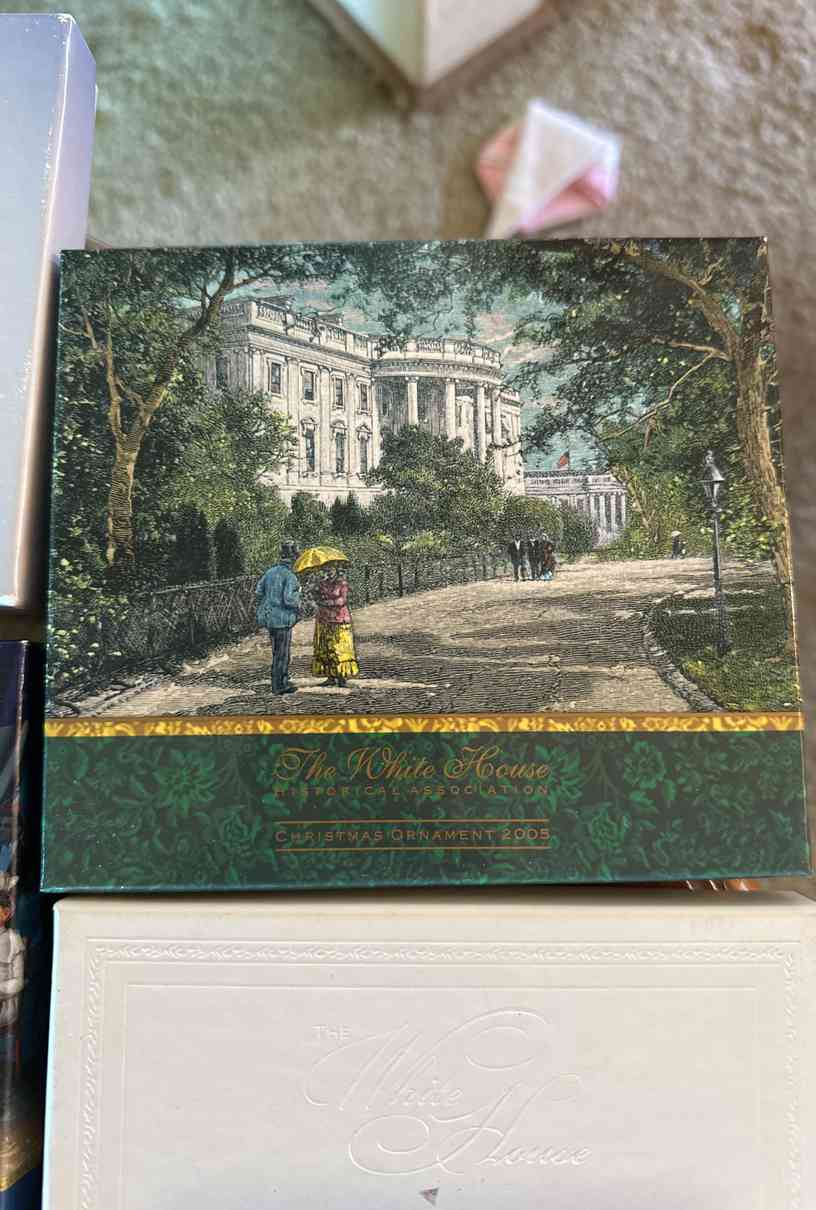 The White House
HISTORICAL ASSOCIATION
CHRISTMAS ORNAMENT 2005
THE
White
House